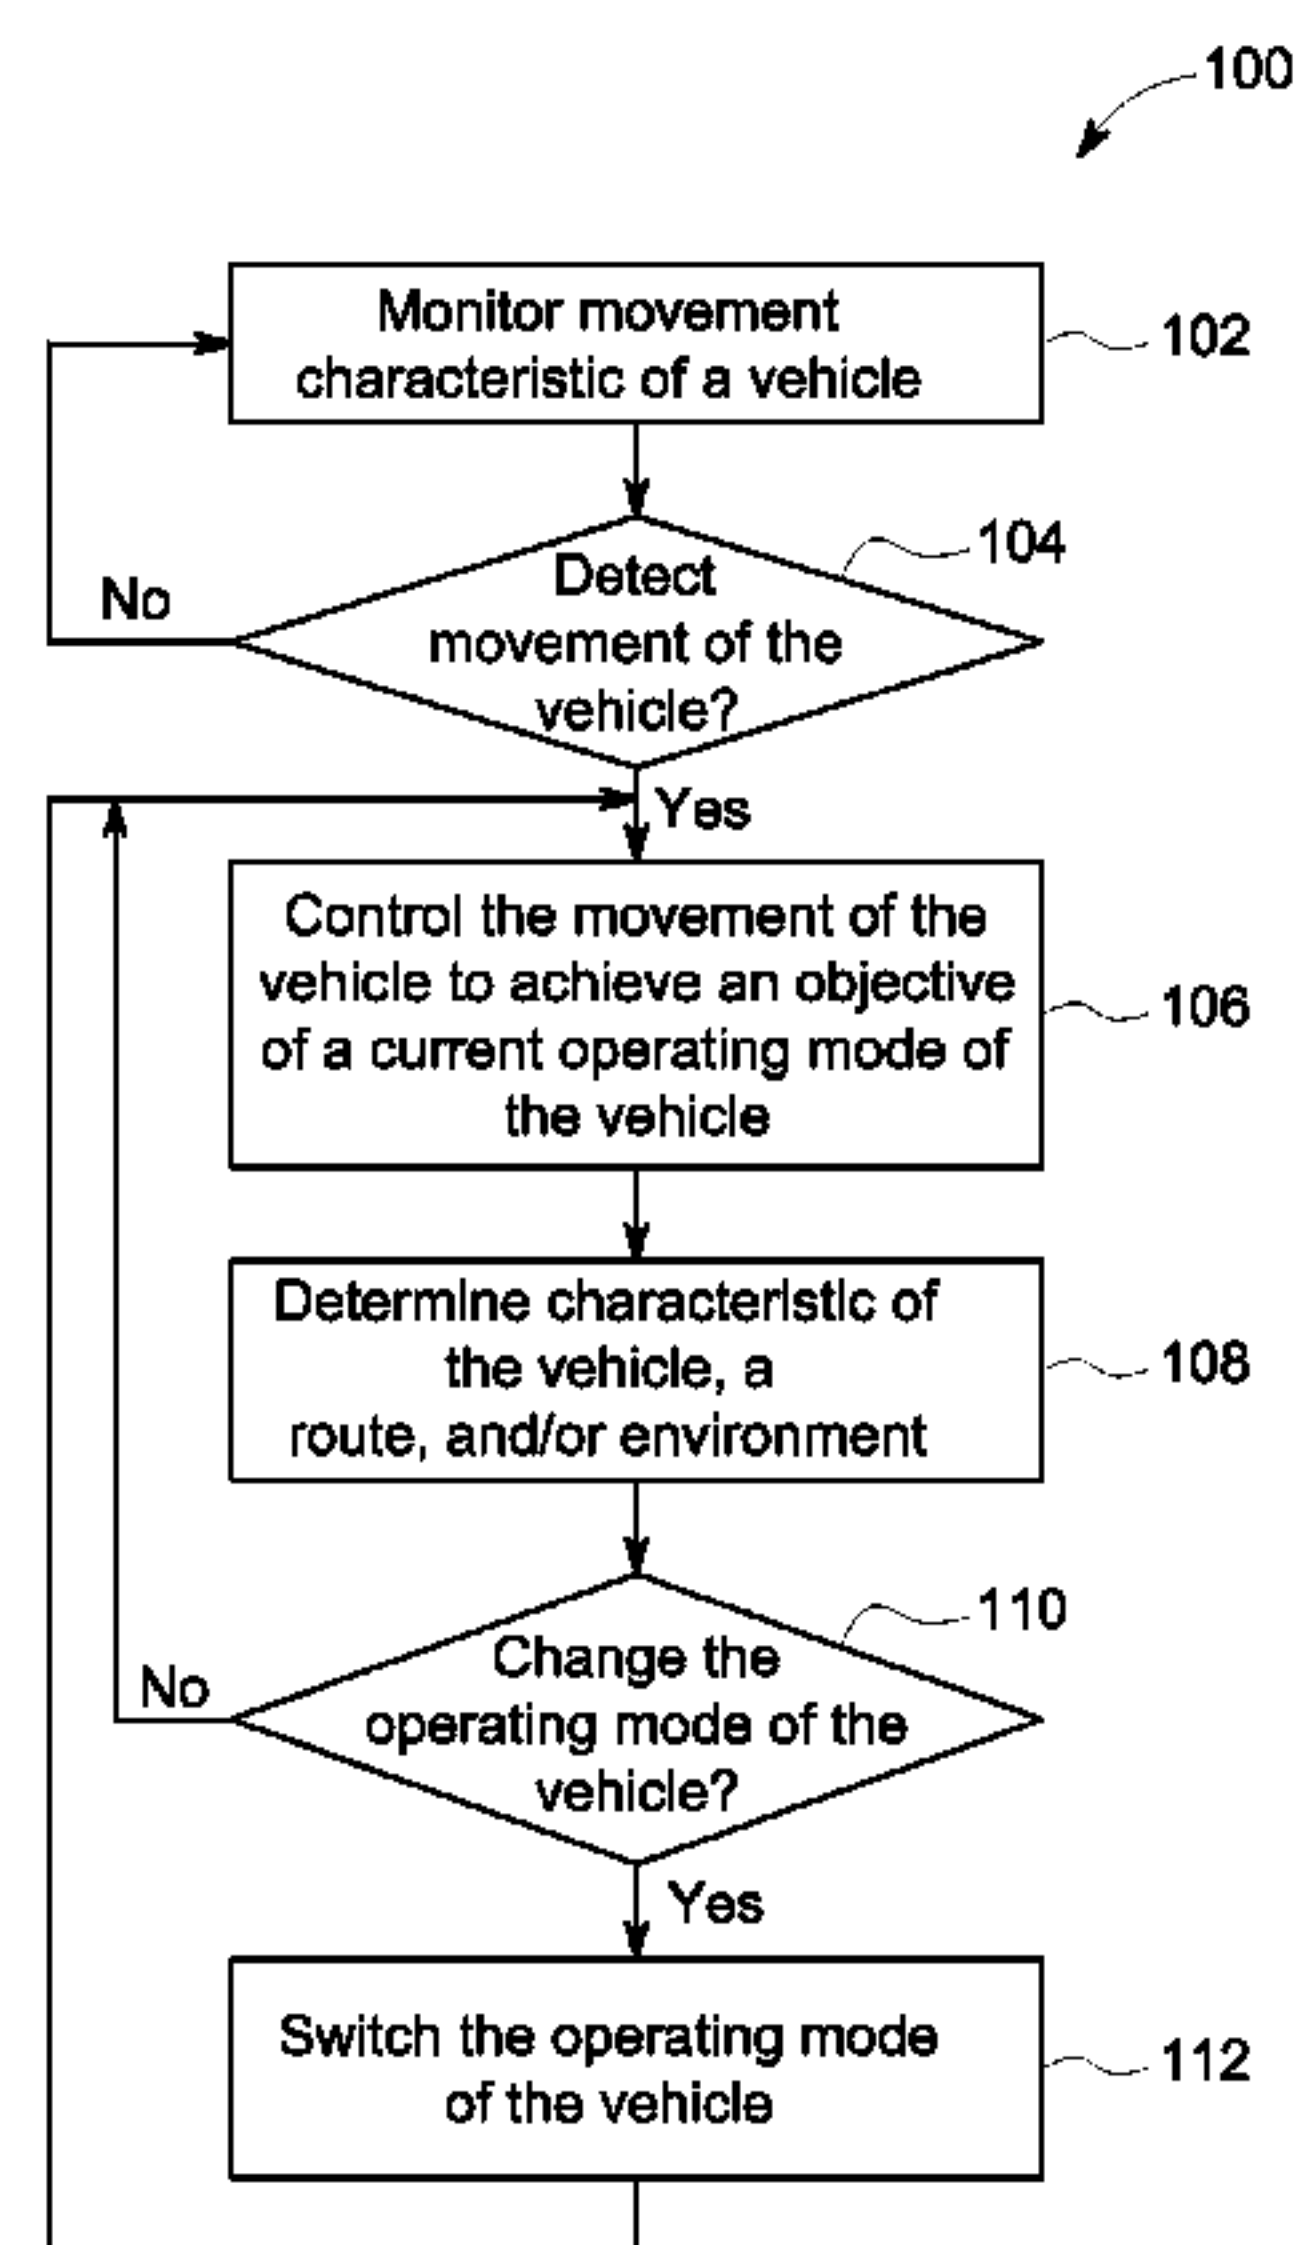 100
Monitor movement
characteristic of a vehicle
102
104
Detect
movement of the
vehicle?
No
Yes
Control the movement of the
vehicle to achieve an objective
of a current operating mode of
the vehicle
106
Determine characteristic of
the vehicle, a
route, and/or environment
108
110
Change the
operating mode of the
vehicle?
No
Yes
Switch the operating mode
of the vehicle
112